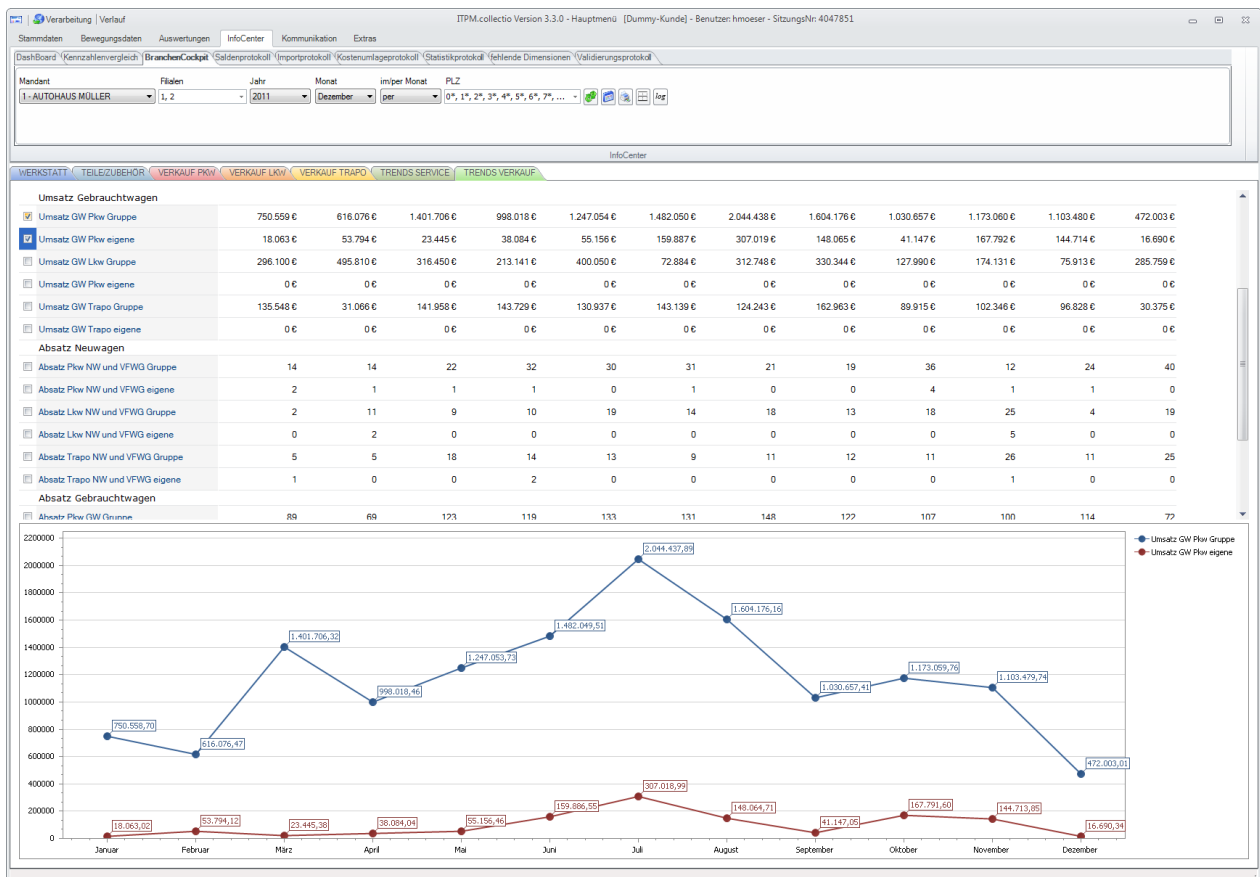 Verarbeitung Verlauf ITPM.collectio Version 3.3.0 - Hauptmenü [Dummy-Kunde] - Benutzer: hmoeser - SitzungsNr: 4047851
Stammdaten Bewegungsdaten Auswertungen InfoCenter Kommunikation Extras
DashBoard Kennzahlenvergleich BranchenCockpit Saldenprotokoll Importprotokoll Kostenumlageprotokoll Statistikprotokoll fehlende Dimensionen Validierungsprotokoll
Mandant Filialen Jahr Monat im/per Monat PLZ
1 - AUTOHAUS MÜLLER 1, 2 2011 Dezember per 0*, 1*, 2*, 3*, 4*, 5*, 6*, 7*, ... log
InfoCenter
WERKSTATT TEILE/ZUBEHÖR VERKAUF PKW VERKAUF LKW VERKAUF TRAPO TRENDS SERVICE TRENDS VERKAUF
Umsatz Gebrauchtwagen
Umsatz GW Pkw Gruppe 750.559 € 616.076 € 1.401.706 € 998.018 € 1.247.054 € 1.482.050 € 2.044.438 € 1.604.176 € 1.030.657 € 1.173.060 € 1.103.480 € 472.003 €
Umsatz GW Pkw eigene 18.063 € 53.794 € 23.445 € 38.084 € 55.156 € 159.887 € 307.019 € 148.065 € 41.147 € 167.792 € 144.714 € 16.690 €
Umsatz GW Lkw Gruppe 296.100 € 495.810 € 316.450 € 213.141 € 400.050 € 72.884 € 312.748 € 330.344 € 127.990 € 174.131 € 75.913 € 285.759 €
Umsatz GW Pkw eigene 0 € 0 € 0 € 0 € 0 € 0 € 0 € 0 € 0 € 0 € 0 € 0 €
Umsatz GW Trapo Gruppe 135.548 € 31.066 € 141.958 € 143.729 € 130.937 € 143.139 € 124.243 € 162.963 € 89.915 € 102.346 € 96.828 € 30.375 €
Umsatz GW Trapo eigene 0 € 0 € 0 € 0 € 0 € 0 € 0 € 0 € 0 € 0 € 0 € 0 €
Absatz Neuwagen
Absatz Pkw NW und VFWG Gruppe 14 14 22 32 30 31 21 19 36 12 24 40
Absatz Pkw NW und VFWG eigene 2 1 1 1 0 1 0 0 4 1 1 0
Absatz Lkw NW und VFWG Gruppe 2 11 9 10 19 14 18 13 18 25 4 19
Absatz Lkw NW und VFWG eigene 0 2 0 0 0 0 0 0 0 5 0 0
Absatz Trapo NW und VFWG Gruppe 5 5 18 14 13 9 11 12 11 26 11 25
Absatz Trapo NW und VFWG eigene 1 0 0 2 0 0 0 0 0 1 0 0
Absatz Gebrauchtwagen
Absatz Pkw GW Gruppe 89 69 123 119 133 131 148 122 107 100 114 72
2200000
2000000
1800000
1600000
1400000
1200000
1000000
800000
600000
400000
200000
0
750.558,70
616.076,47
1.401.706,32
998.018,46
1.247.053,73
1.482.049,51
2.044.437,89
1.604.176,16
1.030.657,41
1.173.059,76
1.103.479,74
472.003,01
18.063,02
53.794,12
23.445,38
38.084,04
55.156,46
159.886,55
307.018,99
148.064,71
41.147,05
167.791,60
144.713,85
16.690,34
Januar Februar März April Mai Juni Juli August September Oktober November Dezember
Umsatz GW Pkw Gruppe
Umsatz GW Pkw eigene